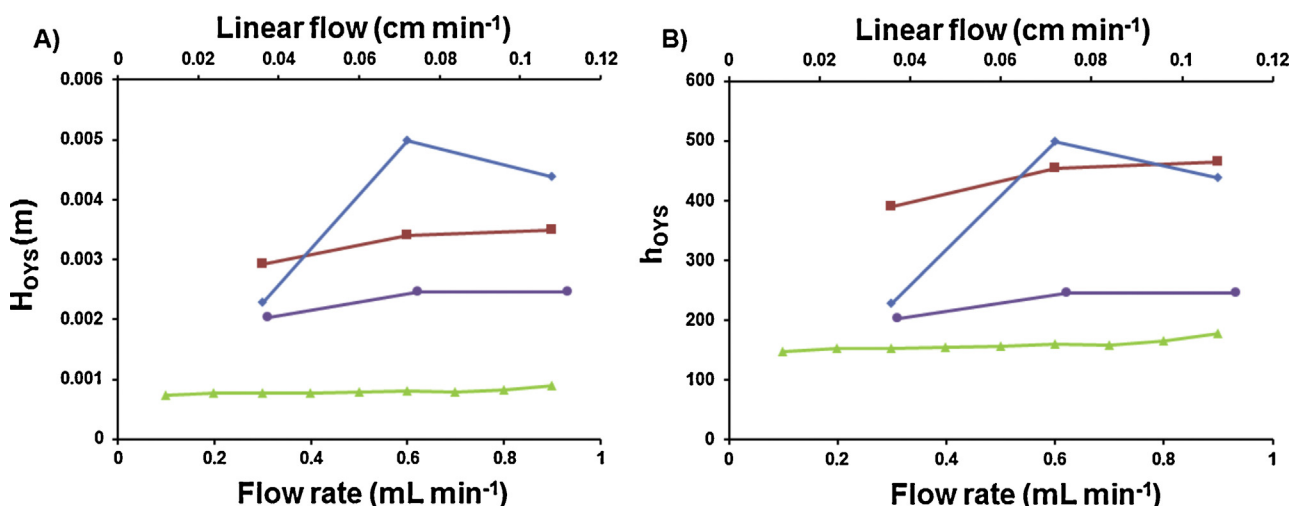 A)
Linear flow (cm min⁻¹)
0 0.02 0.04 0.06 0.08 0.1 0.12
0.006
0.005
0.004
0.003
0.002
0.001
0
H_OYS (m)
0 0.2 0.4 0.6 0.8 1
Flow rate (mL min⁻¹)
B)
Linear flow (cm min⁻¹)
0 0.02 0.04 0.06 0.08 0.1 0.12
600
500
400
300
200
100
0
h_OYS
0 0.2 0.4 0.6 0.8 1
Flow rate (mL min⁻¹)